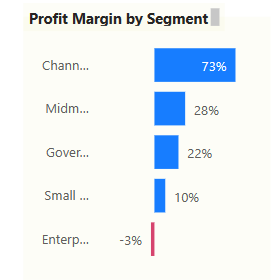 Profit Margin by Segment
Chann... 73%
Midm... 28%
Gover... 22%
Small ... 10%
Enterp... -3%